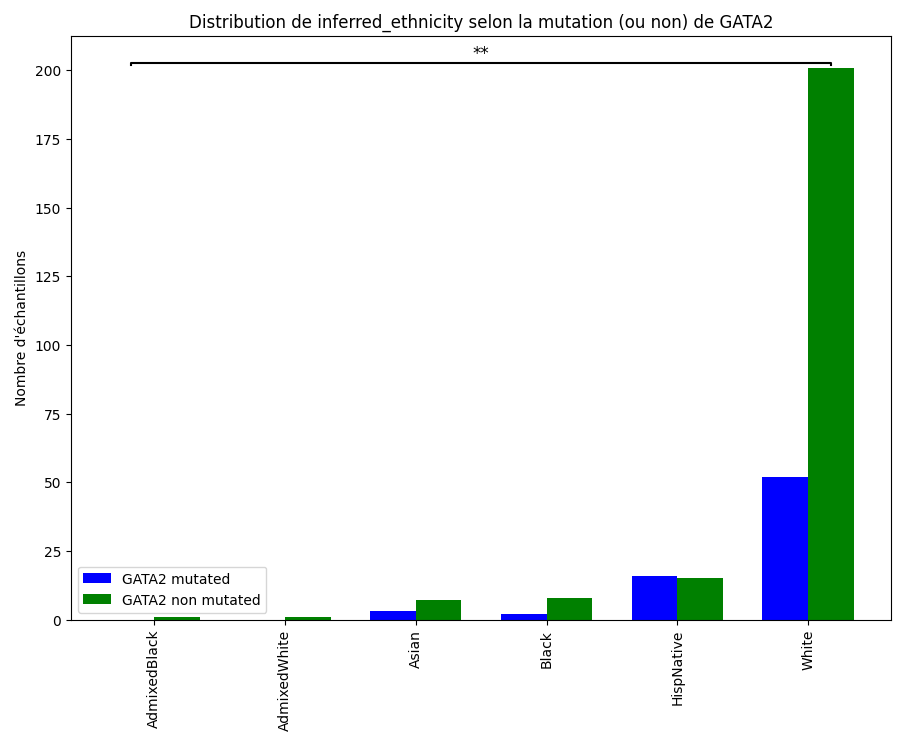 Distribution de inferred_ethnicity selon la mutation (ou non) de GATA2
**
200
175
150
125
100
75
50
25
0
Nombre d'échantillons
GATA2 mutated
GATA2 non mutated
AdmixedBlack
AdmixedWhite
Asian
Black
HispNative
White